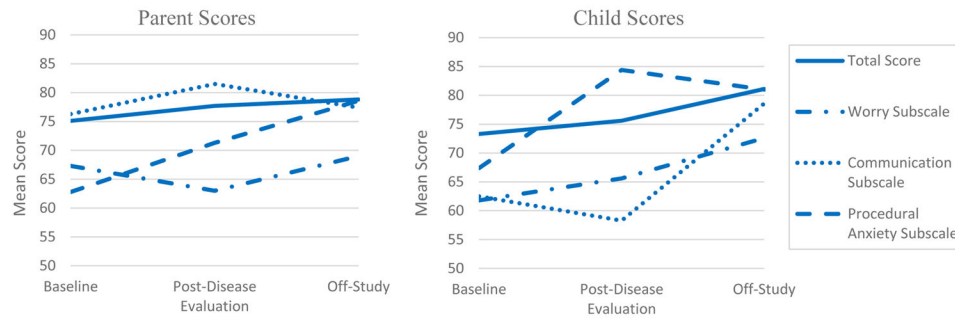 Parent Scores
90
85
80
75
70
65
60
55
50
Mean Score
Baseline
Post-Disease
Evaluation
Off-Study
Child Scores
90
85
80
75
70
65
60
55
50
Mean Score
Baseline
Post-Disease
Evaluation
Off-Study
Total Score
Worry Subscale
Communication
Subscale
Procedural
Anxiety Subscale